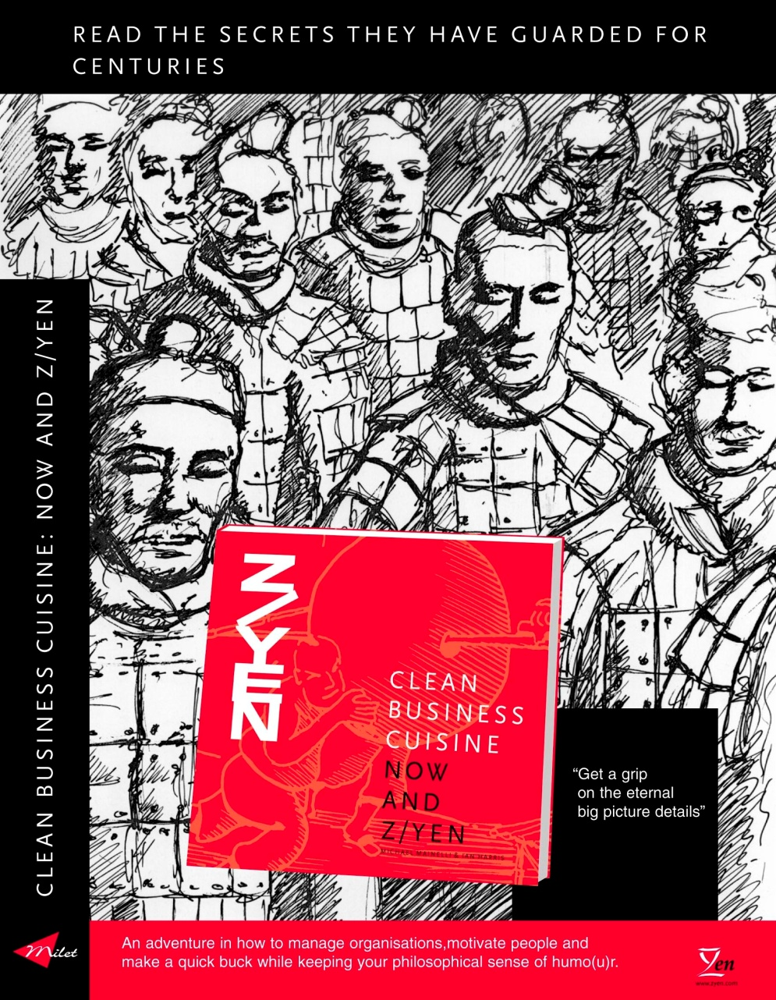 READ THE SECRETS THEY HAVE GUARDED FOR
CENTURIES
CLEAN BUSINESS CUISINE: NOW AND Z/YEN
Z/YEN
CLEAN
BUSINESS
CUISINE
NOW
AND
Z/YEN
MICHAEL MAINELLI & IAN HARRIS
“Get a grip
on the eternal
big picture details”
Milet
An adventure in how to manage organisations,motivate people and
make a quick buck while keeping your philosophical sense of humo(u)r.
Z/Yen
www.zyen.com